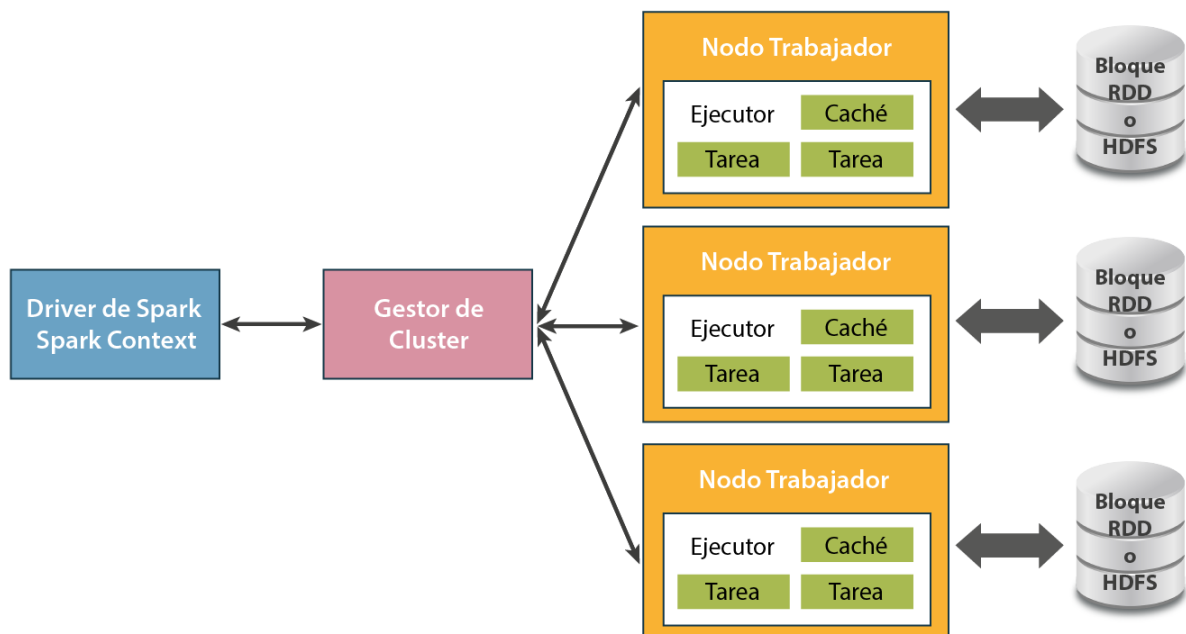 Driver de Spark
Spark Context
Gestor de
Cluster
Nodo Trabajador
Ejecutor
Caché
Tarea
Tarea
Bloque
RDD
o
HDFS
Nodo Trabajador
Ejecutor
Caché
Tarea
Tarea
Bloque
RDD
o
HDFS
Nodo Trabajador
Ejecutor
Caché
Tarea
Tarea
Bloque
RDD
o
HDFS